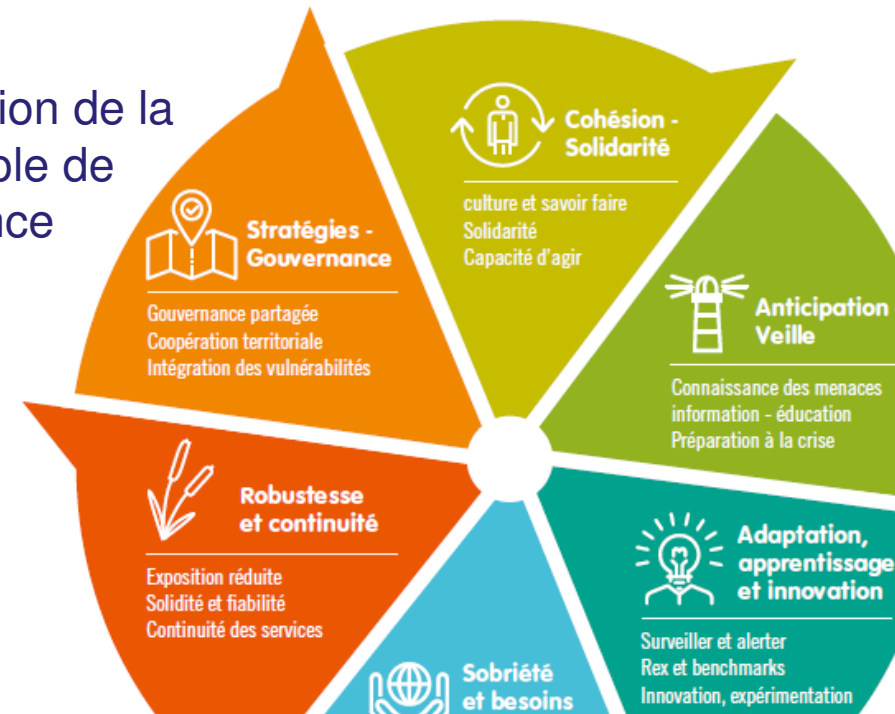 ion de la
ple de
nce
Stratégies -
Gouvernance
Gouvernance partagée
Coopération territoriale
Intégration des vulnérabilités
Cohésion -
Solidarité
culture et savoir faire
Solidarité
Capacité d'agir
Anticipation
Veille
Connaissance des menaces
information - éducation
Préparation à la crise
Adaptation,
apprentissage
et innovation
Surveiller et alerter
Rex et benchmarks
Innovation, expérimentation
Sobriété
et besoins
Robustesse
et continuité
Exposition réduite
Solidité et fiabilité
Continuité des services